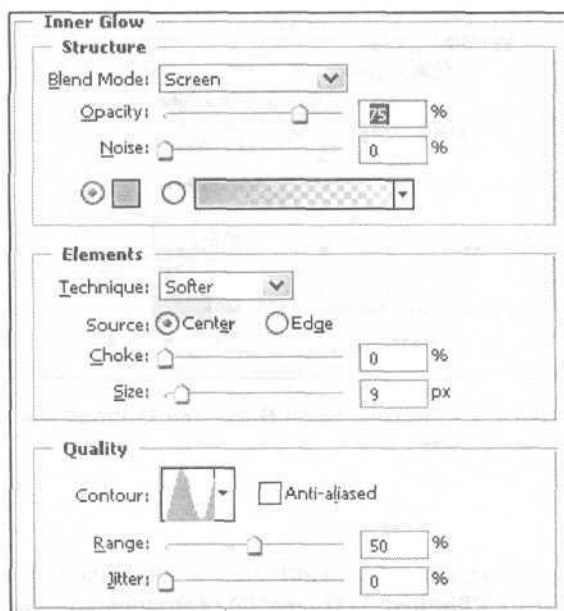 Inner Glow
Structure
Blend Mode: Screen
Opacity: 75 %
Noise: 0 %
Elements
Technique: Softer
Source: Center Edge
Choke: 0 %
Size: 9 px
Quality
Contour: Anti-aliased
Range: 50 %
Jitter: 0 %